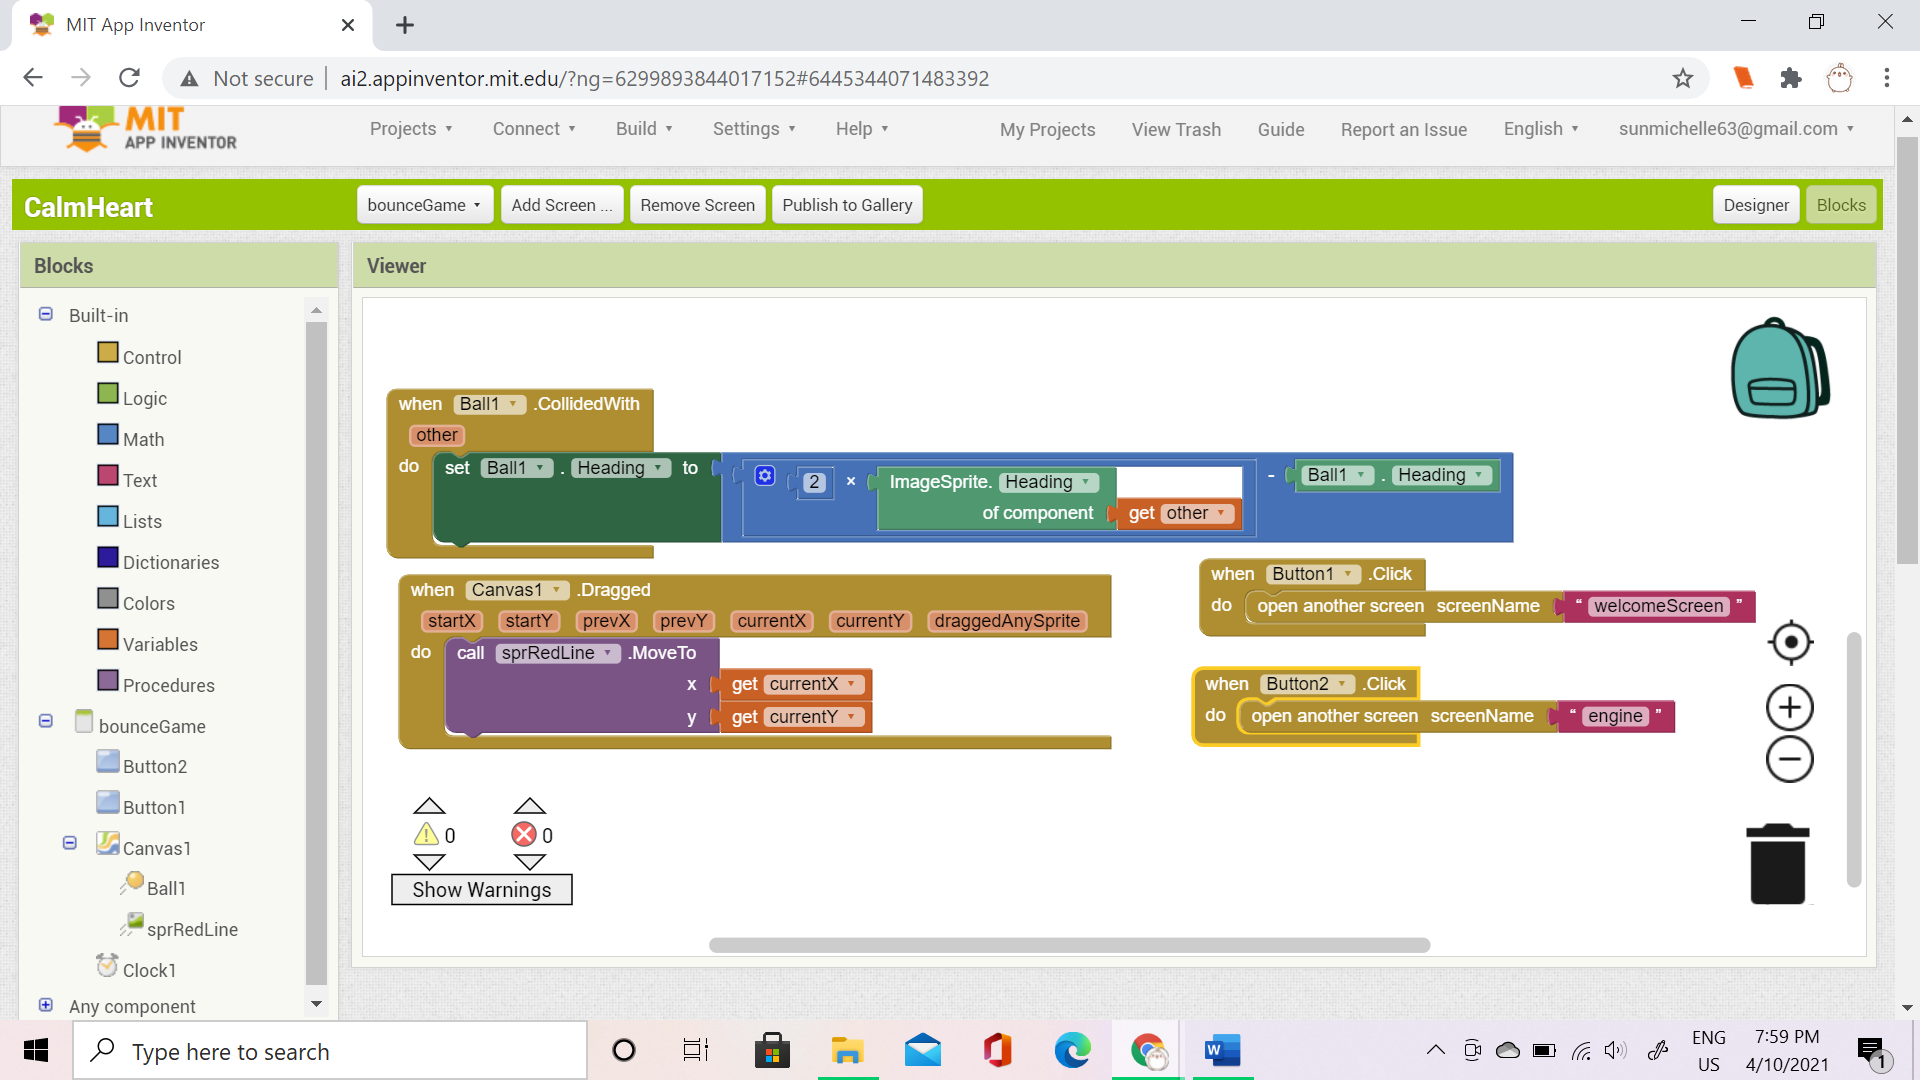 MIT App Inventor
Not secure
ai2.appinventor.mit.edu/?ng=6299893844017152#6445344071483392
MIT
APP INVENTOR
Projects Connect Build Settings Help My Projects View Trash Guide Report an Issue English sunmichelle63@gmail.com
CalmHeart bounceGame Add Screen ... Remove Screen Publish to Gallery Designer Blocks
Blocks
Built-in
Control
Logic
Math
Text
Lists
Dictionaries
Colors
Variables
Procedures
bounceGame
Button2
Button1
Canvas1
Ball1
sprRedLine
Clock1
Any component
Viewer
when Ball1 .CollidedWith
other
do set Ball1 . Heading to 2 × ImageSprite. Heading - Ball1 . Heading
of component get other
when Canvas1 .Dragged
startX startY prevX prevY currentX currentY draggedAnySprite
do call sprRedLine .MoveTo
x get currentX
y get currentY
when Button1 .Click
do open another screen screenName “ welcomeScreen ”
when Button2 .Click
do open another screen screenName “ engine ”
0 0
Show Warnings
Type here to search
W
ENG
US
7:59 PM
4/10/2021
1